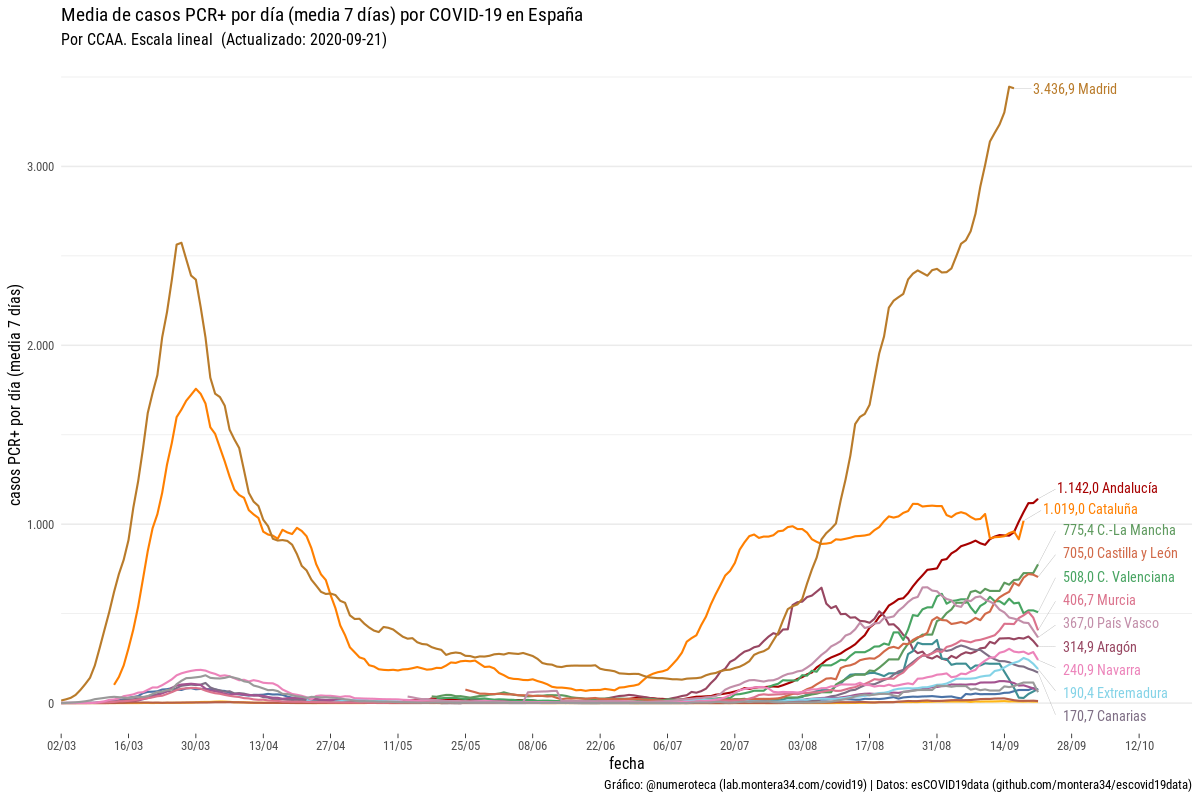 Media de casos PCR+ por día (media 7 días) por COVID-19 en España
Por CCAA. Escala lineal (Actualizado: 2020-09-21)
casos PCR+ por día (media 7 días)
3.000
2.000
1.000
0
3.436,9 Madrid
1.142,0 Andalucía
1.019,0 Cataluña
775,4 C.-La Mancha
705,0 Castilla y León
508,0 C. Valenciana
406,7 Murcia
367,0 País Vasco
314,9 Aragón
240,9 Navarra
190,4 Extremadura
170,7 Canarias
02/03 16/03 30/03 13/04 27/04 11/05 25/05 08/06 22/06 06/07 20/07 03/08 17/08 31/08 14/09 28/09 12/10
fecha
Gráfico: @numeroteca (lab.montera34.com/covid19) | Datos: esCOVID19data (github.com/montera34/escovid19data)